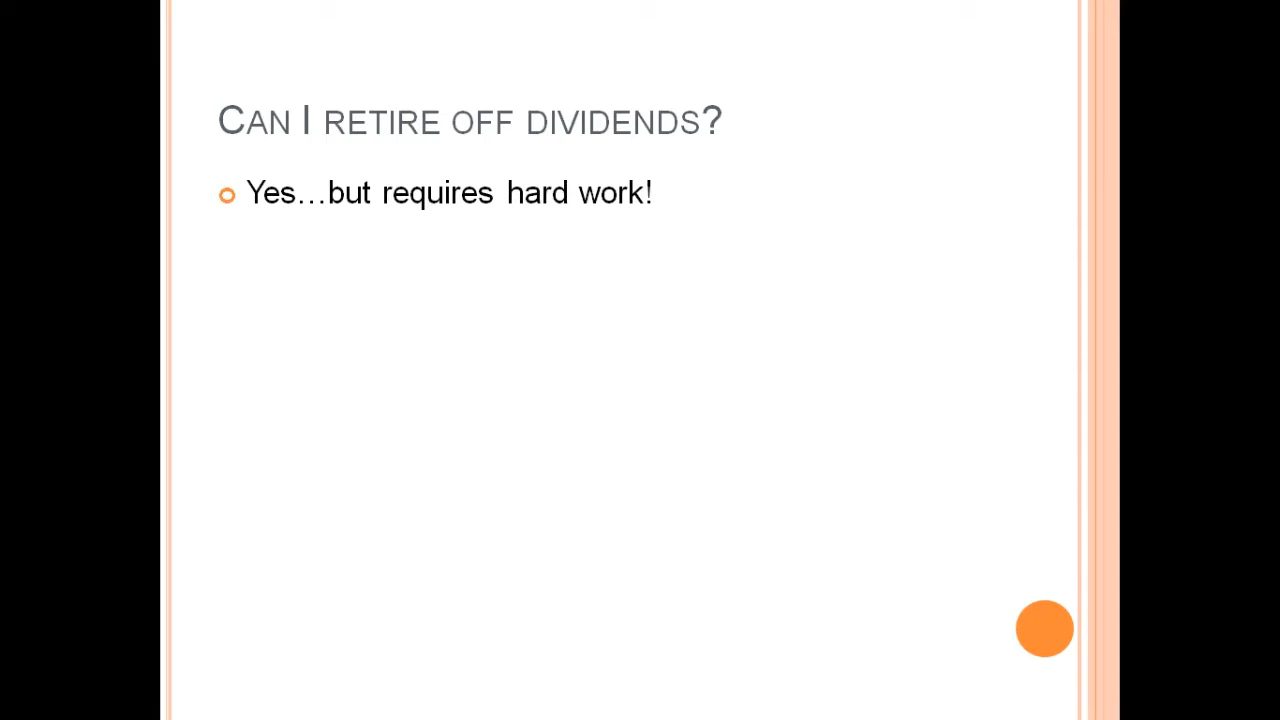 Can I retire off dividends?
Yes…but requires hard work!